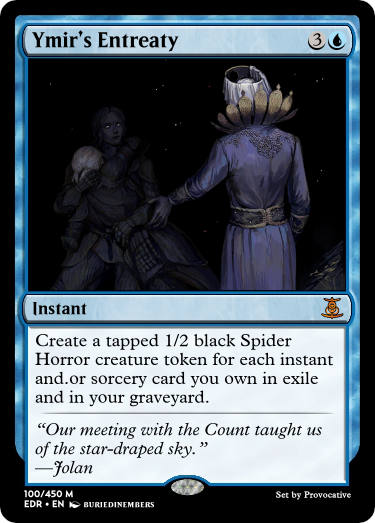 Ymir's Entreaty 3
Instant
Create a tapped 1/2 black Spider
Horror creature token for each instant
and.or sorcery card you own in exile
and in your graveyard.
"Our meeting with the Count taught us
of the star-draped sky."
—Jolan
100/450 M
EDR • EN BURIEDINEMBERS
Set by Provocative